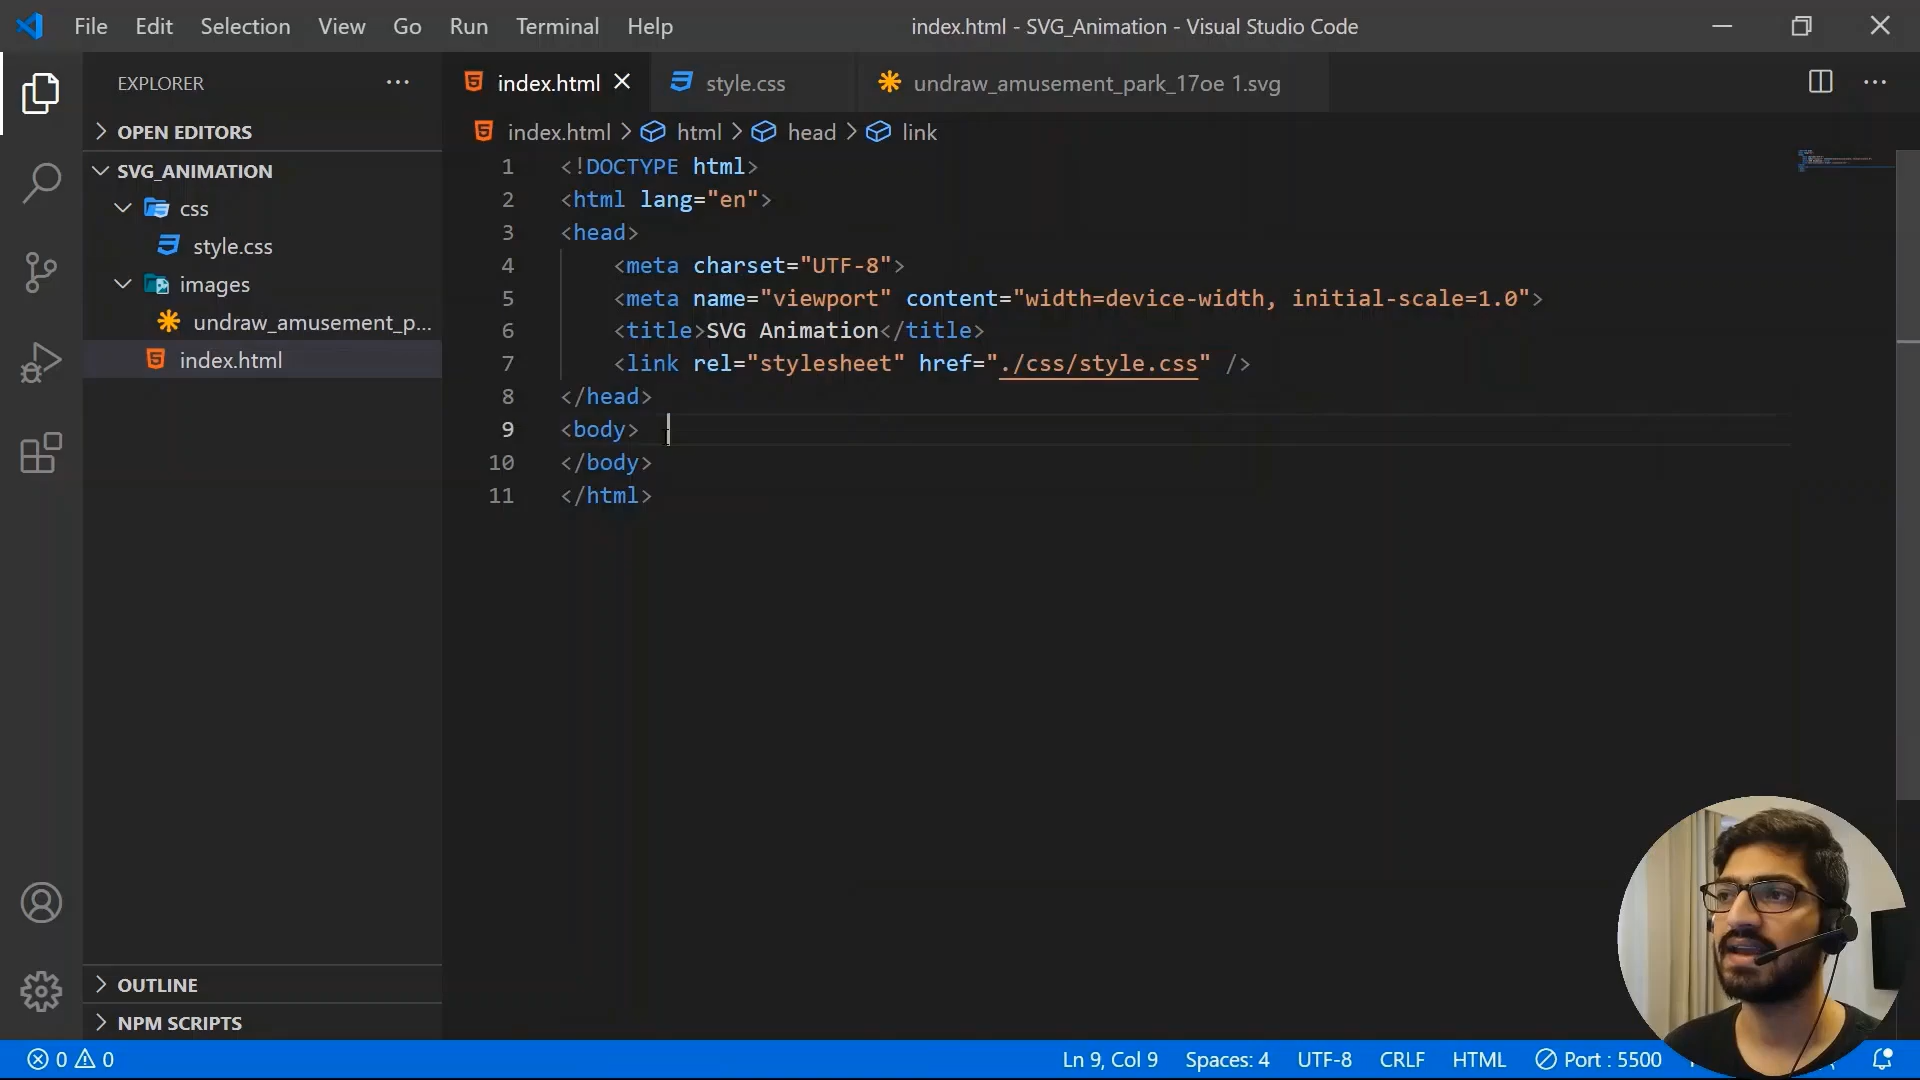 File Edit Selection View Go Run Terminal Help
index.html - SVG_Animation - Visual Studio Code
EXPLORER
OPEN EDITORS
SVG_ANIMATION
css
style.css
images
undraw_amusement_p...
index.html
OUTLINE
NPM SCRIPTS
index.html style.css undraw_amusement_park_17oe 1.svg
index.html > html > head > link
1 <!DOCTYPE html>
2 <html lang="en">
3 <head>
4 <meta charset="UTF-8">
5 <meta name="viewport" content="width=device-width, initial-scale=1.0">
6 <title>SVG Animation</title>
7 <link rel="stylesheet" href="./css/style.css" />
8 </head>
9 <body>
10 </body>
11 </html>
0 0 Ln 9, Col 9 Spaces: 4 UTF-8 CRLF HTML Port : 5500